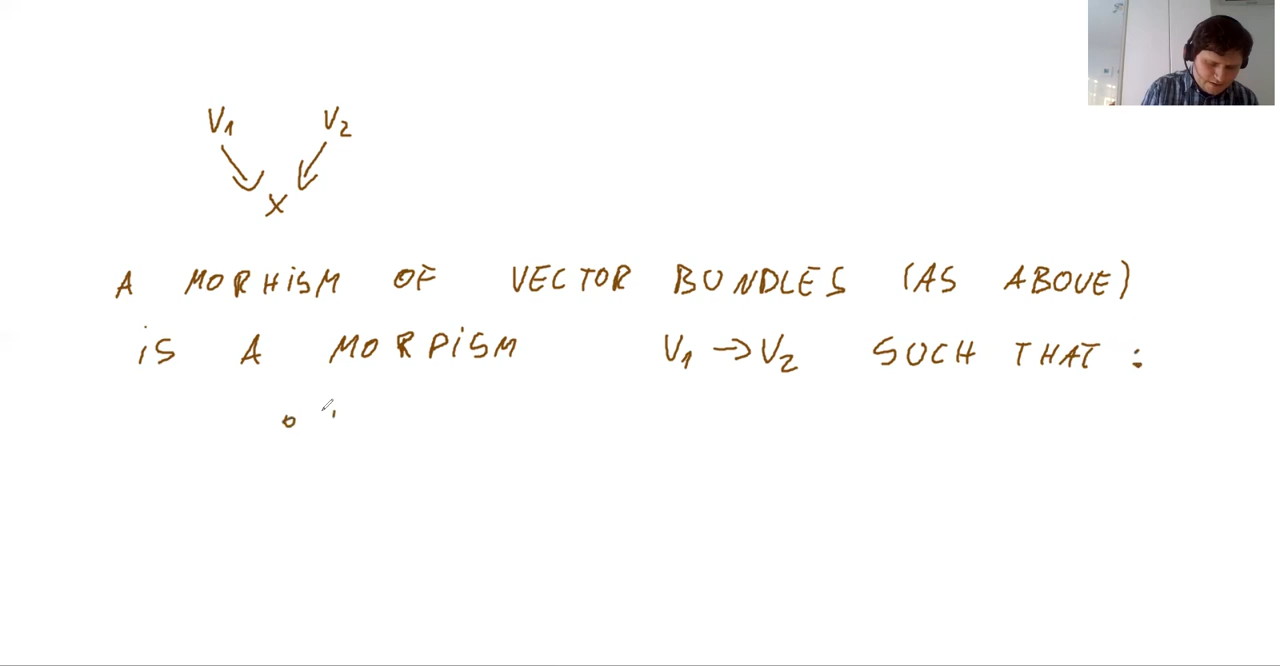 V1 V2
X
A MORHISM OF VECTOR BUNDLES (AS ABOVE)
is A MORPISM V1 → V2 SUCH THAT :